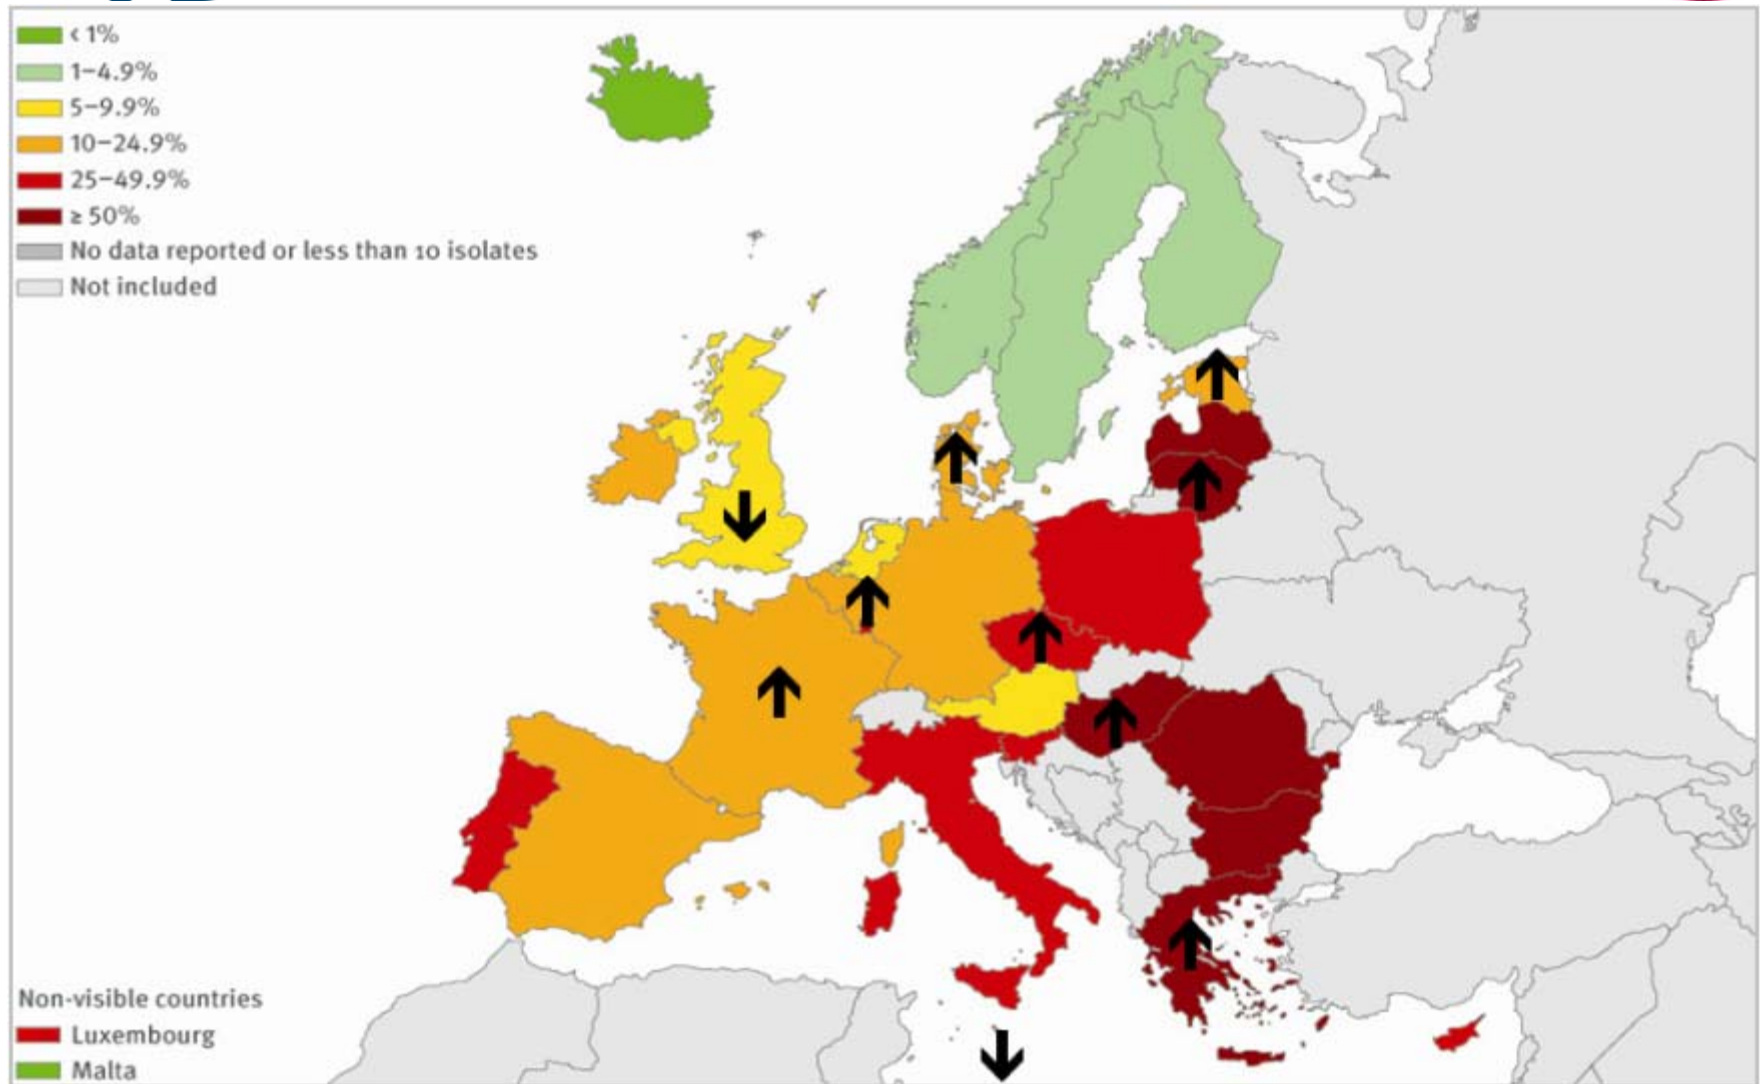 < 1%
1–4.9%
5–9.9%
10–24.9%
25–49.9%
≥ 50%
No data reported or less than 10 isolates
Not included
Non-visible countries
Luxembourg
Malta